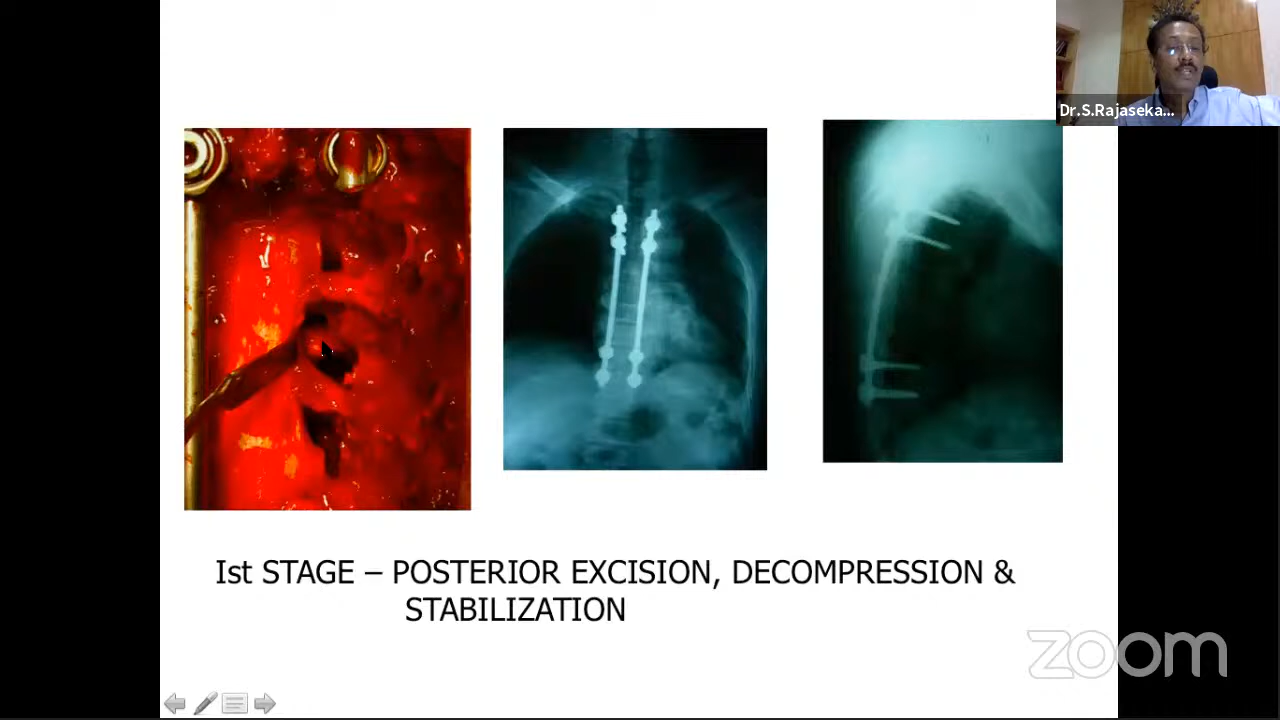 Dr.S.Rajaseka...
Ist STAGE – POSTERIOR EXCISION, DECOMPRESSION &
STABILIZATION
zoom